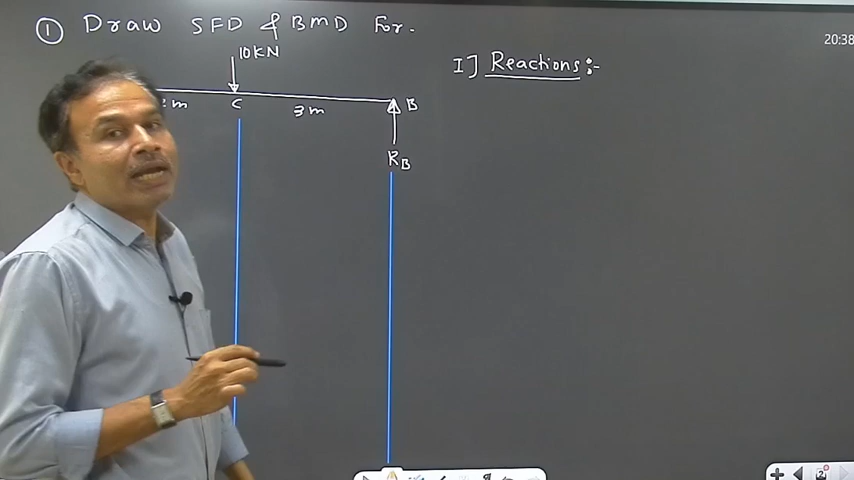 1 Draw SFD & BMD For.
20:38
10KN
I] Reactions:-
m C 3m B
RB